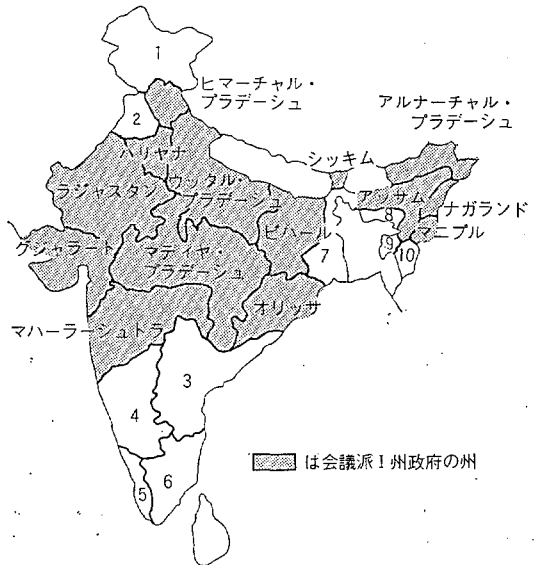 1
ヒマーチャル・
プラデーシュ
アルナーチャル・
プラデーシュ
2
シッキム
ハリヤナ
ラジャスタン
ウッタル・
プラデーシュ
アッサム
ナガランド
8
マニプル
ビハール
グジャラート
マディヤ・
プラデーシュ
7
9
10
オリッサ
マハーラーシュトラ
3
4
は会議派I州政府の州
5
6